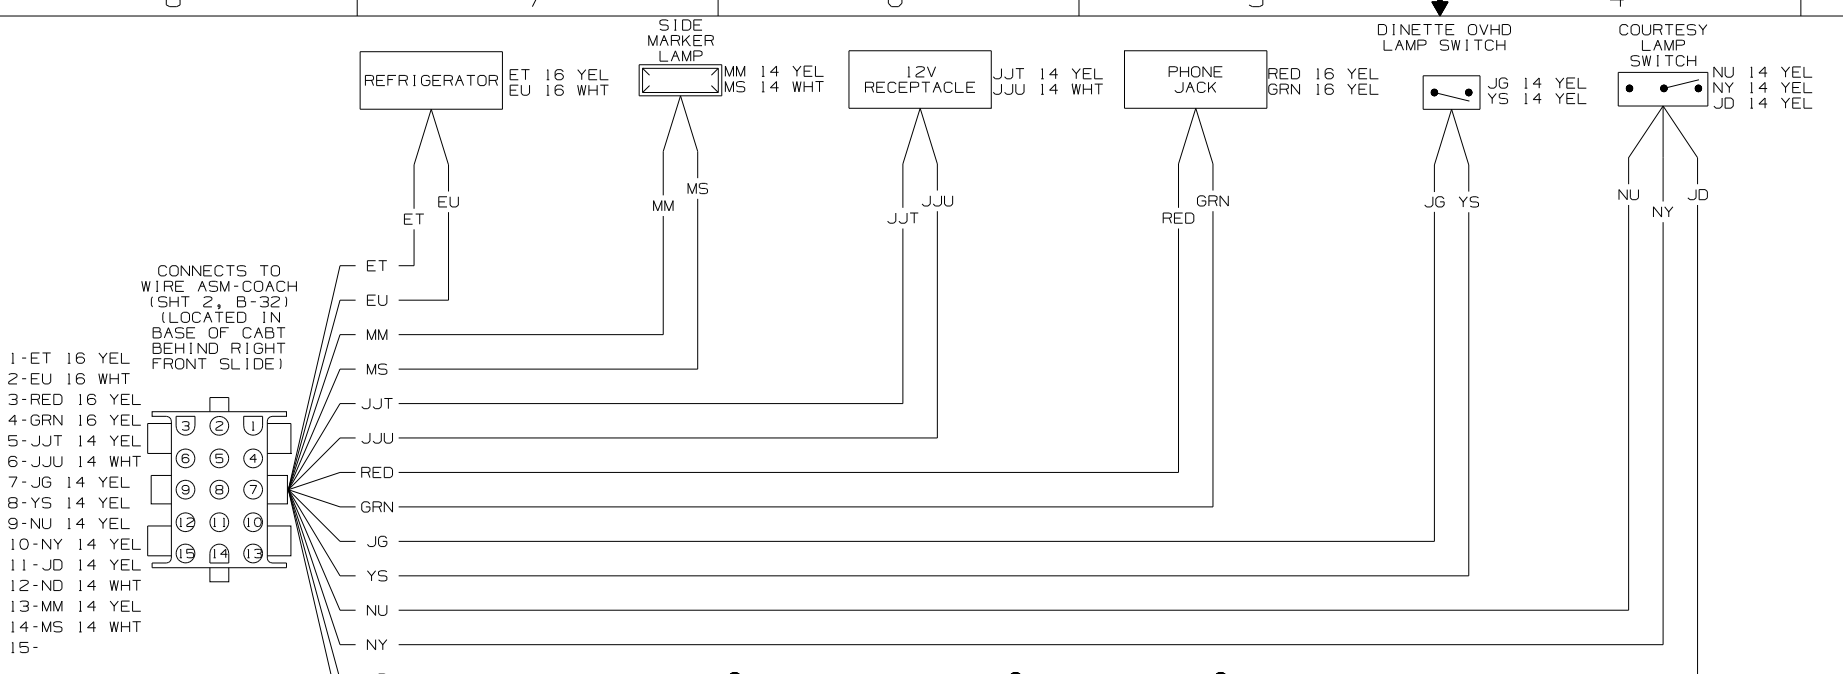 SIDE
MARKER
LAMP
DINETTE OVHD
LAMP SWITCH
COURTESY
LAMP
SWITCH
REFRIGERATOR
ET 16 YEL
EU 16 WHT
MM 14 YEL
MS 14 WHT
12V
RECEPTACLE
JJT 14 YEL
JJU 14 WHT
PHONE
JACK
RED 16 YEL
GRN 16 YEL
JG 14 YEL
YS 14 YEL
NU 14 YEL
NY 14 YEL
JD 14 YEL
ET
EU
MM
MS
JJT
JJU
RED
GRN
JG
YS
NU
NY
JD
CONNECTS TO
WIRE ASM-COACH
(SHT 2, B-32)
(LOCATED IN
BASE OF CABT
BEHIND RIGHT
FRONT SLIDE)
1-ET 16 YEL
2-EU 16 WHT
3-RED 16 YEL
4-GRN 16 YEL
5-JJT 14 YEL
6-JJU 14 WHT
7-JG 14 YEL
8-YS 14 YEL
9-NU 14 YEL
10-NY 14 YEL
11-JD 14 YEL
12-ND 14 WHT
13-MM 14 YEL
14-MS 14 WHT
15-
3 2 1
6 5 4
9 8 7
12 11 10
15 14 13
ET
EU
MM
MS
JJT
JJU
RED
GRN
JG
YS
NU
NY